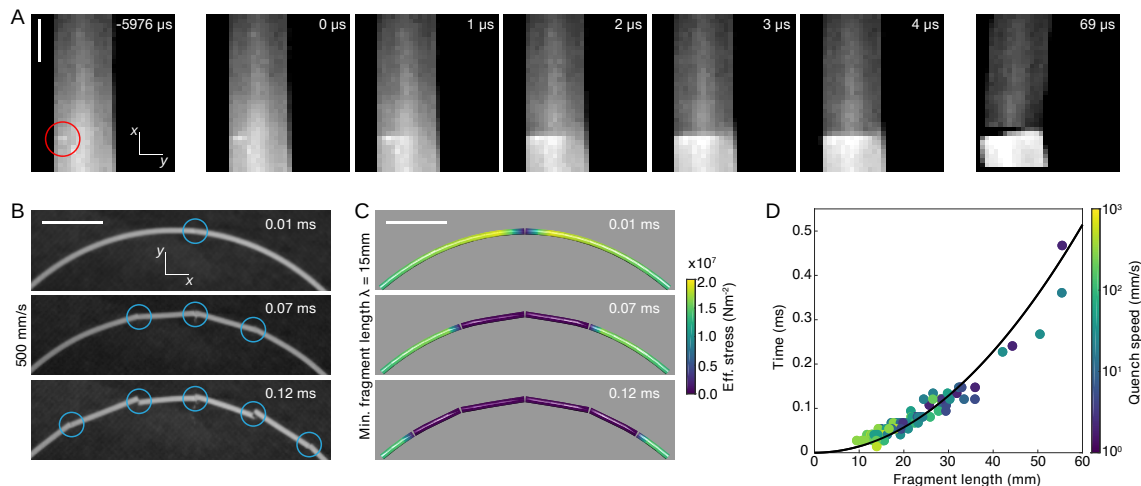 A
-5976 µs
0 µs
1 µs
2 µs
3 µs
4 µs
69 µs
x
y
B
500 mm/s
0.01 ms
y
x
0.07 ms
0.12 ms
C
Min. fragment length λ = 15mm
0.01 ms
0.07 ms
0.12 ms
x10⁷
2.0
1.5
1.0
0.5
0.0
Eff. stress (Nm⁻²)
D
Time (ms)
0.5
0.4
0.3
0.2
0.1
0
0 10 20 30 40 50 60
Fragment length (mm)
10³
10²
10¹
10⁰
Quench speed (mm/s)